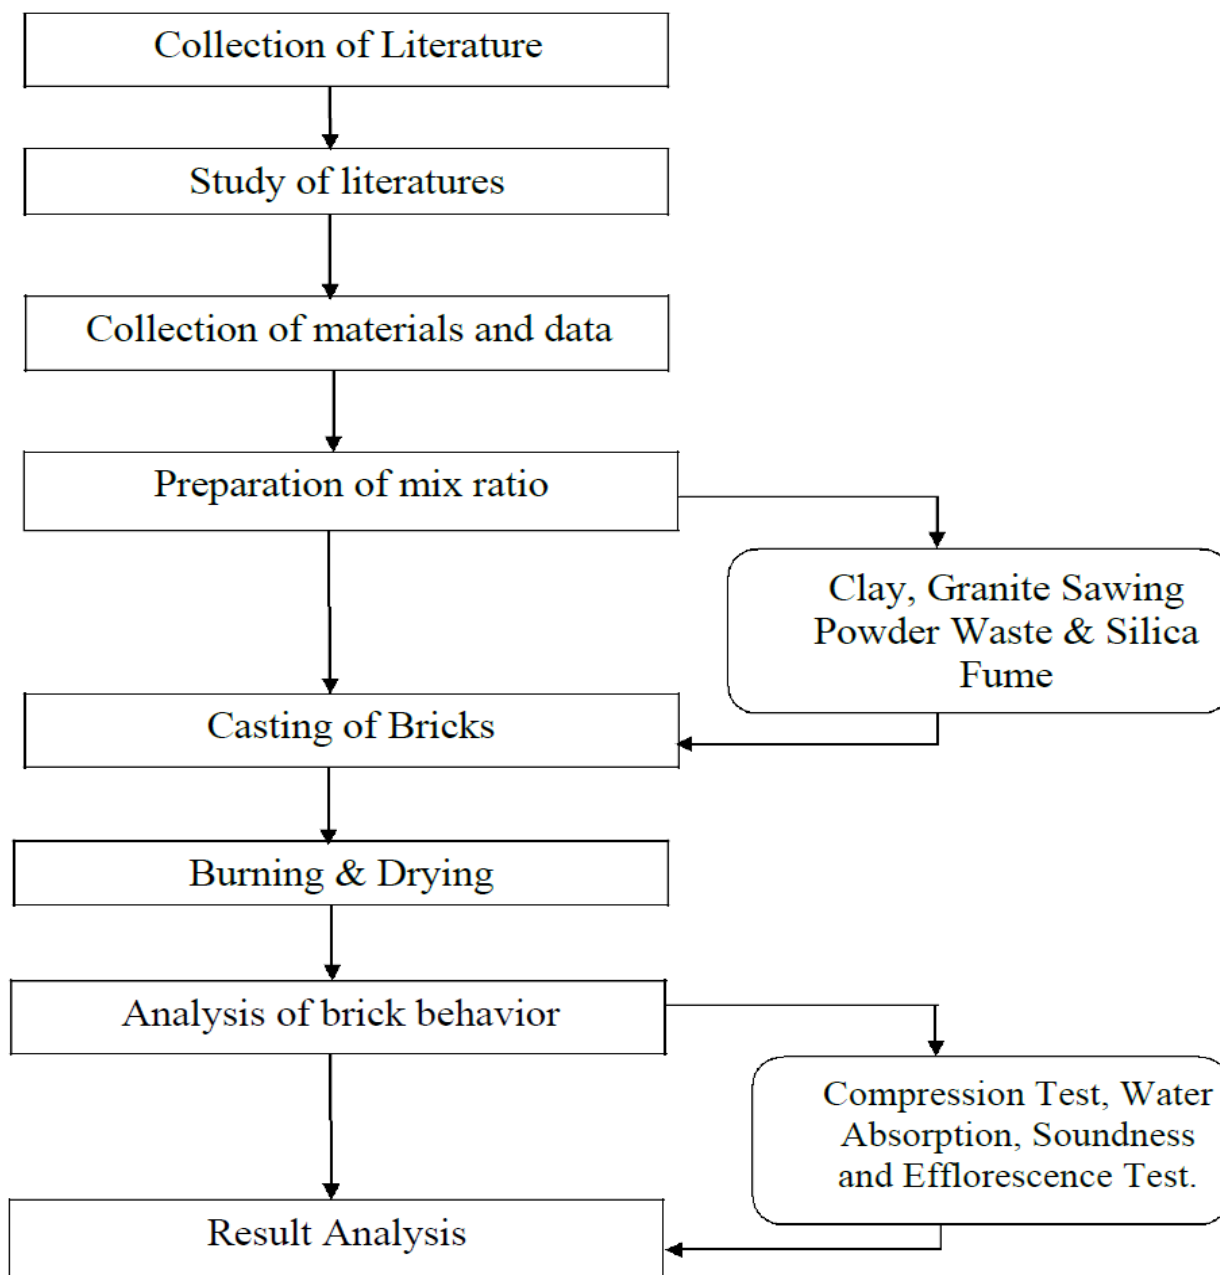 Collection of Literature
Study of literatures
Collection of materials and data
Preparation of mix ratio
Clay, Granite Sawing
Powder Waste & Silica
Fume
Casting of Bricks
Burning & Drying
Analysis of brick behavior
Compression Test, Water
Absorption, Soundness
and Efflorescence Test.
Result Analysis